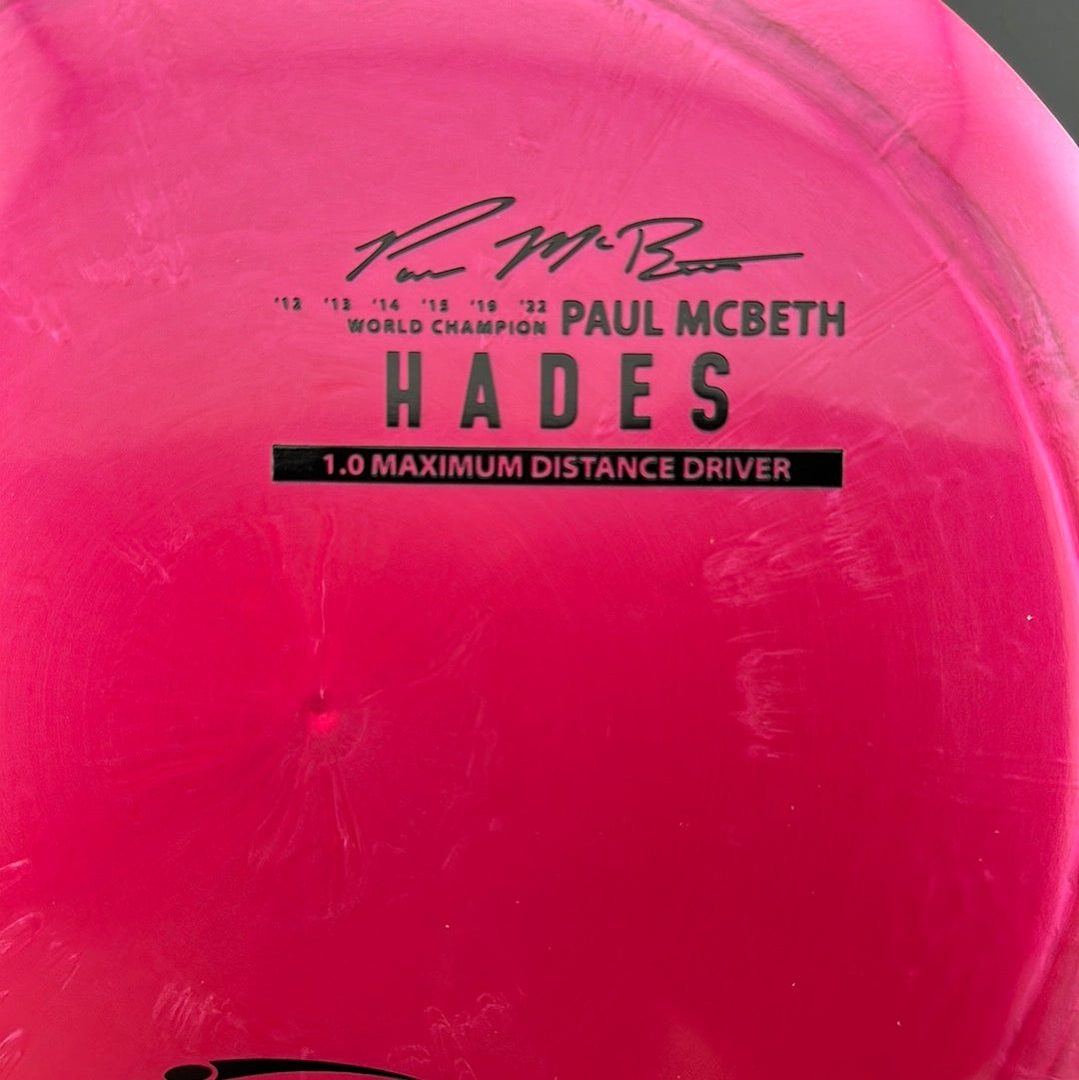 Paul McBeth
'12 '13 '14 '15 '19 '22
WORLD CHAMPION PAUL MCBETH
HADES
1.0 MAXIMUM DISTANCE DRIVER